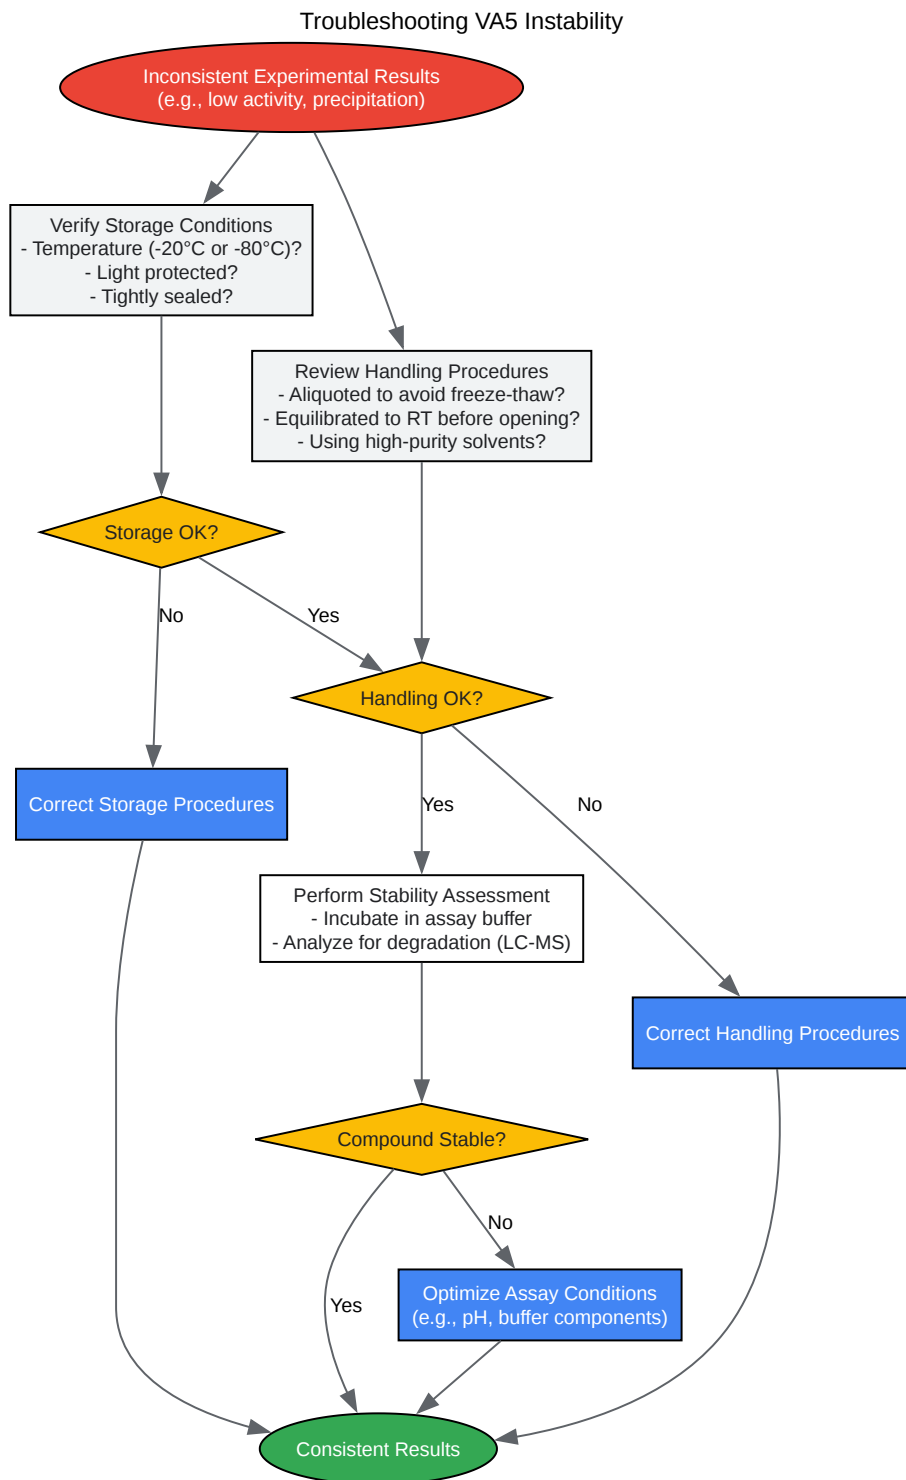 Troubleshooting VA5 Instability
Inconsistent Experimental Results
(e.g., low activity, precipitation)
Verify Storage Conditions
- Temperature (-20°C or -80°C)?
- Light protected?
- Tightly sealed?
Review Handling Procedures
- Aliquoted to avoid freeze-thaw?
- Equilibrated to RT before opening?
- Using high-purity solvents?
Storage OK?
No
Yes
Handling OK?
Correct Storage Procedures
Yes
No
Perform Stability Assessment
- Incubate in assay buffer
- Analyze for degradation (LC-MS)
Correct Handling Procedures
Compound Stable?
No
Yes
Optimize Assay Conditions
(e.g., pH, buffer components)
Consistent Results